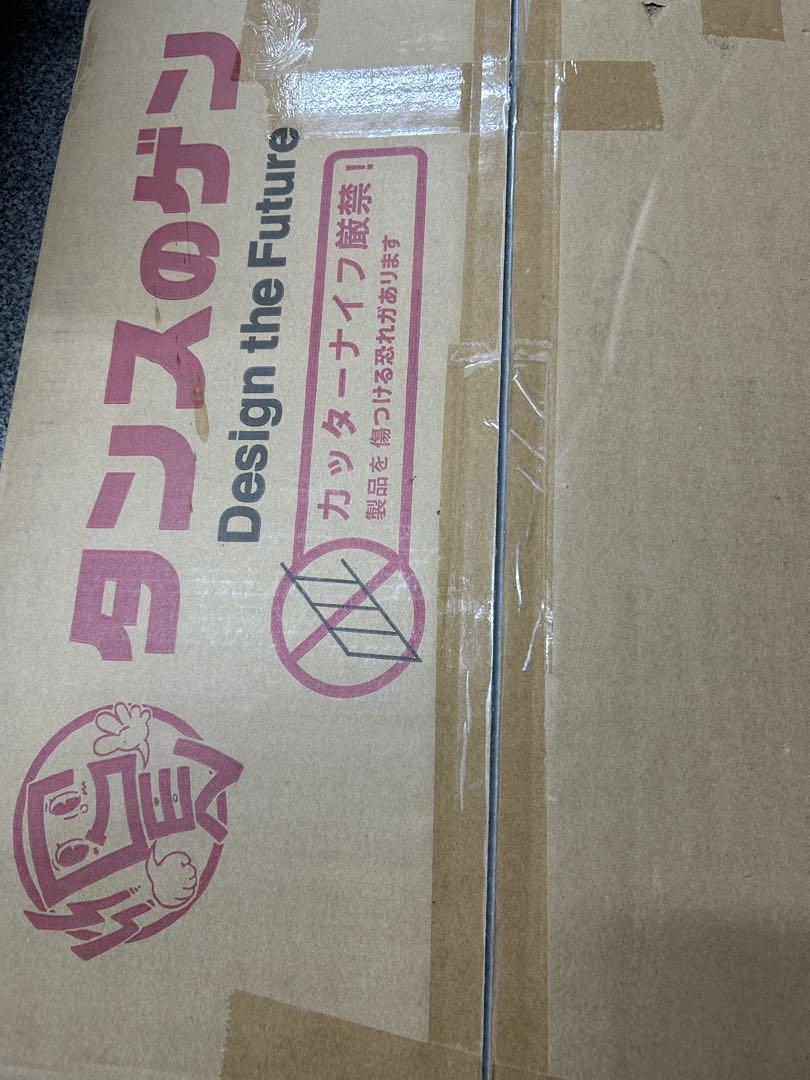 タンスのゲン
Design the Future
カッターナイフ厳禁!
製品を傷つける恐れがあります
GEN